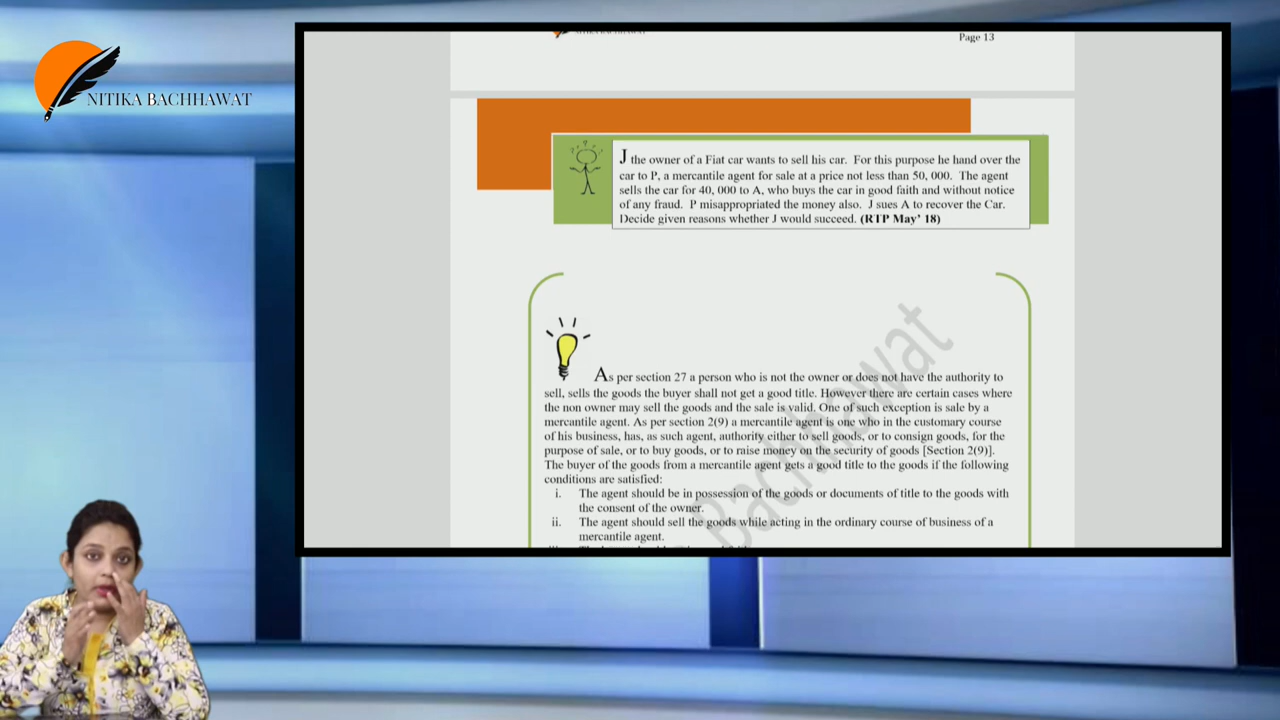 NITIKA BACHHAWAT
Page 13
J the owner of a Fiat car wants to sell his car. For this purpose he hand over the
car to P, a mercantile agent for sale at a price not less than 50, 000. The agent
sells the car for 40, 000 to A, who buys the car in good faith and without notice
of any fraud. P misappropriated the money also. J sues A to recover the Car.
Decide given reasons whether J would succeed. (RTP May' 18)
As per section 27 a person who is not the owner or does not have the authority to
sell, sells the goods the buyer shall not get a good title. However there are certain cases where
the non owner may sell the goods and the sale is valid. One of such exception is sale by a
mercantile agent. As per section 2(9) a mercantile agent is one who in the customary course
of his business, has, as such agent, authority either to sell goods, or to consign goods, for the
purpose of sale, or to buy goods, or to raise money on the security of goods [Section 2(9)].
The buyer of the goods from a mercantile agent gets a good title to the goods if the following
conditions are satisfied:
i. The agent should be in possession of the goods or documents of title to the goods with
the consent of the owner.
ii. The agent should sell the goods while acting in the ordinary course of business of a
mercantile agent.
Bachhawat